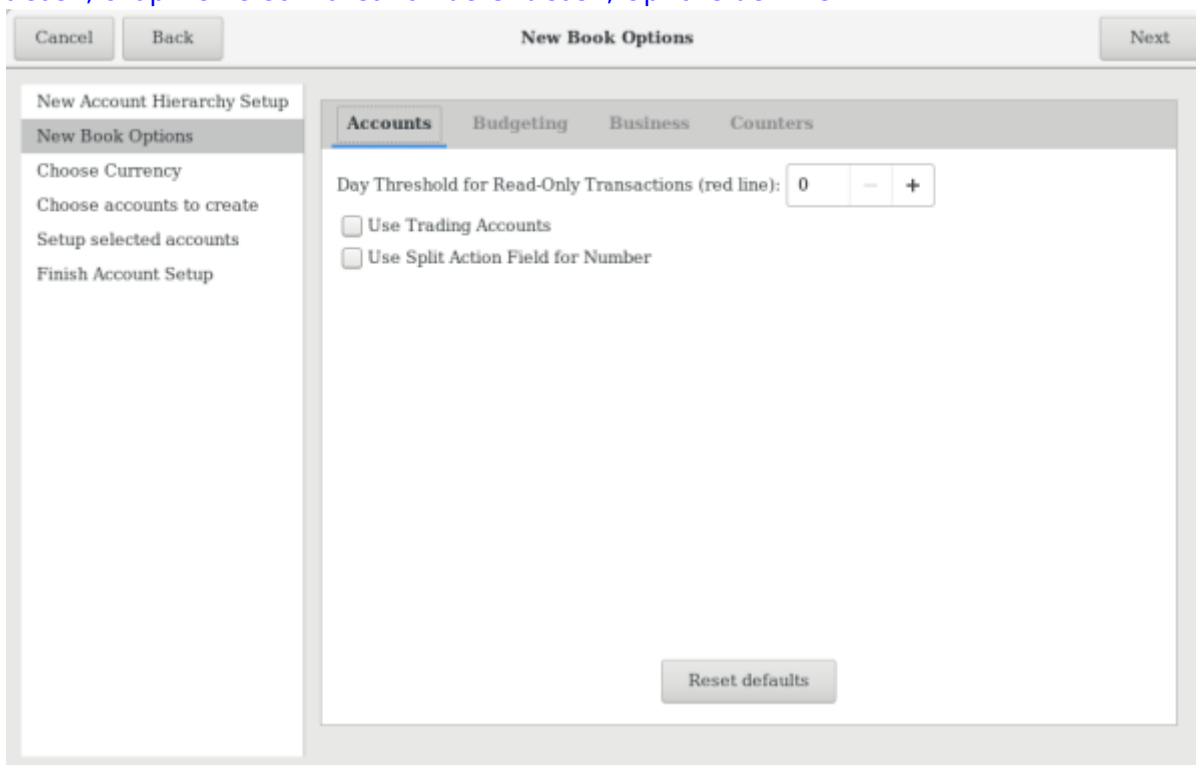 Cancel Back New Book Options Next
New Account Hierarchy Setup
New Book Options
Choose Currency
Choose accounts to create
Setup selected accounts
Finish Account Setup
Accounts Budgeting Business Counters
Day Threshold for Read-Only Transactions (red line): 0 − +
Use Trading Accounts
Use Split Action Field for Number
Reset defaults